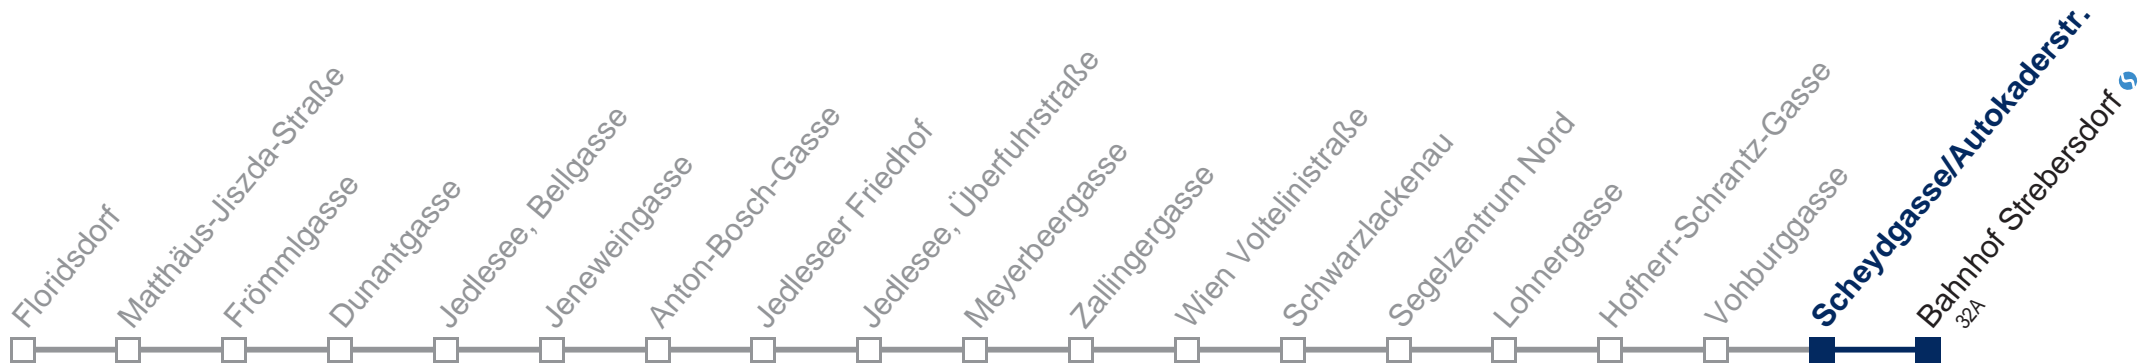 Floridsdorf
Matthäus-Jiszda-Straße
Frömmlgasse
Dunantgasse
Jedlesee, Bellgasse
Jeneweingasse
Anton-Bosch-Gasse
Jedleseer Friedhof
Jedlesee, Überfuhrstraße
Meyerbeergasse
Zallingergasse
Wien Voltelinistraße
Schwarzlackenau
Segelzentrum Nord
Lohnergasse
Hofherr-Schrantz-Gasse
Vohburggasse
Scheydgasse/Autokaderstr.
Bahnhof Strebersdorf
32A